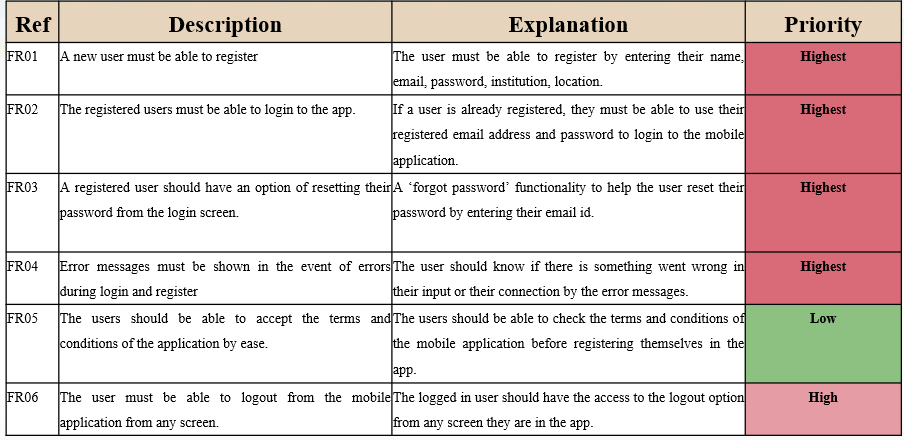 Ref Description Explanation Priority
FR01 A new user must be able to register The user must be able to register by entering their name, Highest
email, password, institution, location.
FR02 The registered users must be able to login to the app. If a user is already registered, they must be able to use their Highest
registered email address and password to login to the mobile
application.
FR03 A registered user should have an option of resetting their A ‘forgot password’ functionality to help the user reset their Highest
password from the login screen. password by entering their email id.
FR04 Error messages must be shown in the event of errors The user should know if there is something went wrong in Highest
during login and register their input or their connection by the error messages.
FR05 The users should be able to accept the terms and The users should be able to check the terms and conditions of Low
conditions of the application by ease. the mobile application before registering themselves in the
app.
FR06 The user must be able to logout from the mobile The logged in user should have the access to the logout option High
application from any screen. from any screen they are in the app.